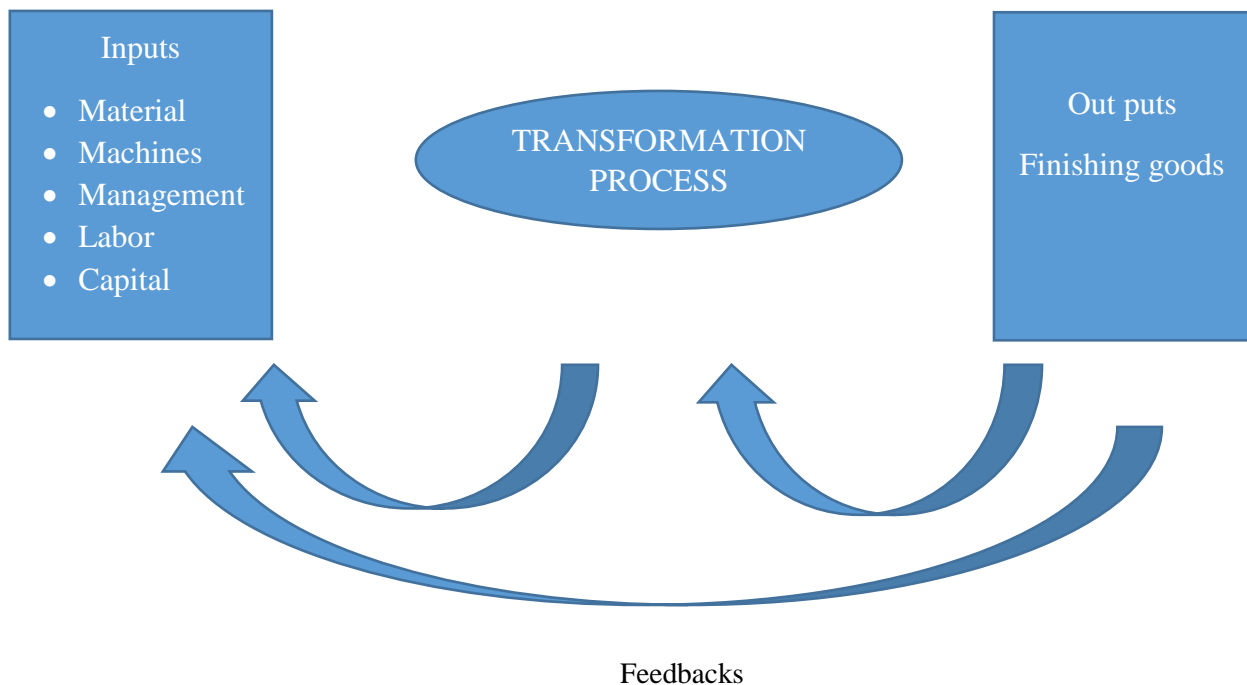 Inputs
• Material
• Machines
• Management
• Labor
• Capital
TRANSFORMATION
PROCESS
Out puts
Finishing goods
Feedbacks